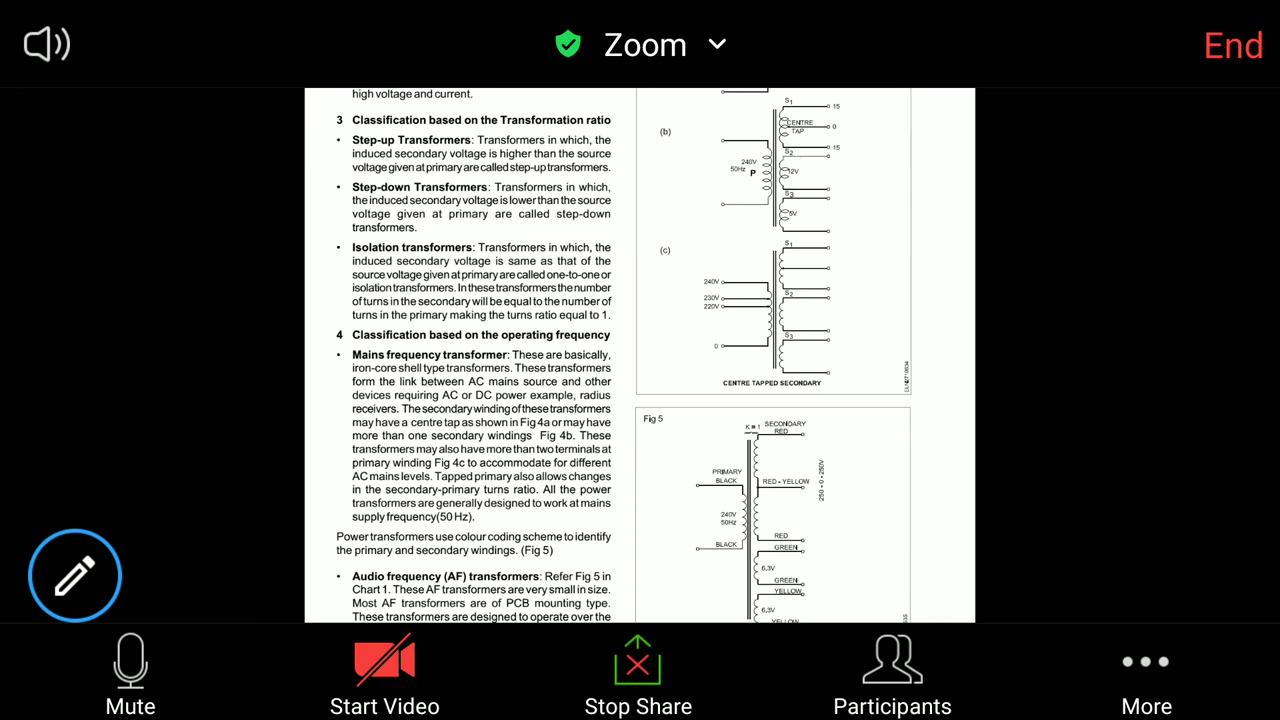 Zoom
End
high voltage and current.
3 Classification based on the Transformation ratio
• Step-up Transformers: Transformers in which, the
induced secondary voltage is higher than the source
voltage given at primary are called step-up transformers.
• Step-down Transformers: Transformers in which,
the induced secondary voltage is lower than the source
voltage given at primary are called step-down
transformers.
• Isolation transformers: Transformers in which, the
induced secondary voltage is same as that of the
source voltage given at primary are called one-to-one or
isolation transformers. In these transformers the number
of turns in the secondary will be equal to the number of
turns in the primary making the turns ratio equal to 1.
4 Classification based on the operating frequency
• Mains frequency transformer: These are basically,
iron-core shell type transformers. These transformers
form the link between AC mains source and other
devices requiring AC or DC power example, radius
receivers. The secondary winding of these transformers
may have a centre tap as shown in Fig 4a or may have
more than one secondary windings Fig 4b. These
transformers may also have more than two terminals at
primary winding Fig 4c to accommodate for different
AC mains levels. Tapped primary also allows changes
in the secondary-primary turns ratio. All the power
transformers are generally designed to work at mains
supply frequency(50 Hz).
Power transformers use colour coding scheme to identify
the primary and secondary windings. (Fig 5)
• Audio frequency (AF) transformers: Refer Fig 5 in
Chart 1. These AF transformers are very small in size.
Most AF transformers are of PCB mounting type.
These transformers are designed to operate over the
(b)
S1
15
CENTRE
TAP
0
15
240V
50Hz
P
S2
12V
S3
5V
(c)
S1
240V
230V
220V
0
S2
S3
CENTRE TAPPED SECONDARY
Fig 5
K = 1
SECONDARY
RED
PRIMARY
BLACK
RED - YELLOW
250 - 0 - 250V
240V
50Hz
BLACK
RED
GREEN
6,3V
GREEN
YELLOW
6,3V
YELLOW
Mute
Start Video
Stop Share
Participants
More